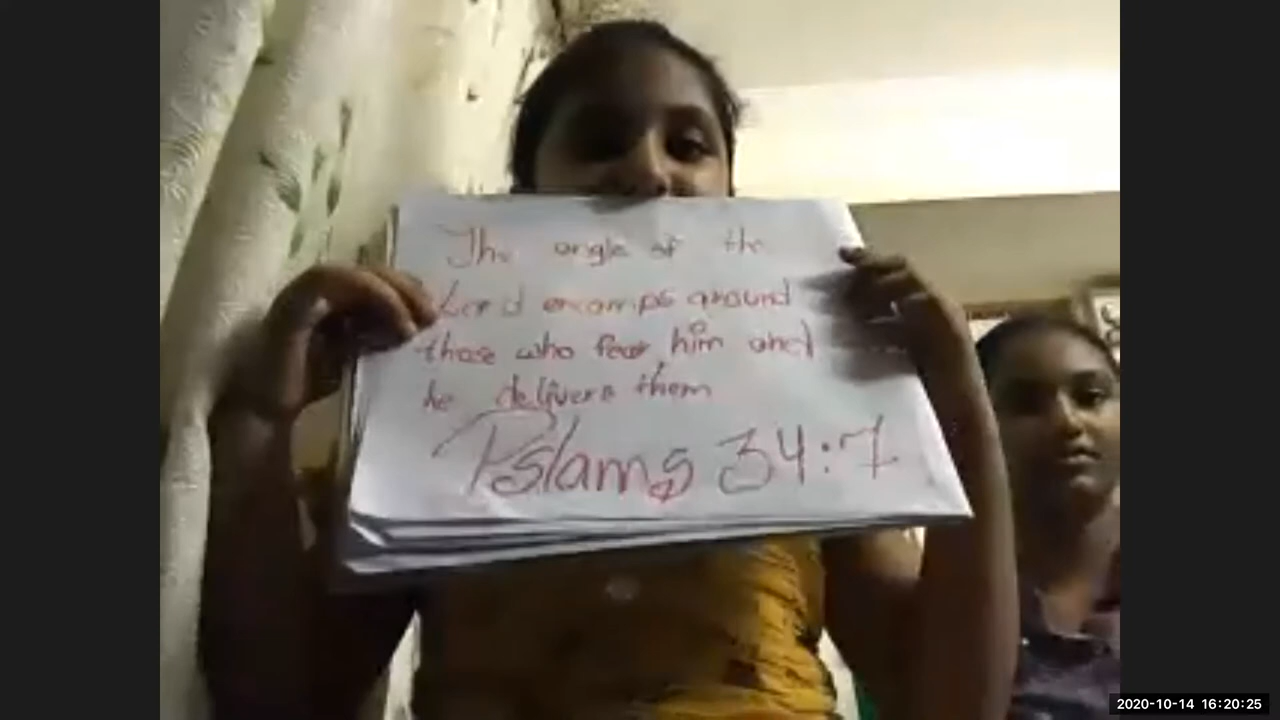 The angle of the
Lord encamps around
those who fear him and
he delivers them
Pslams 34:7
2020-10-14 16:20:25